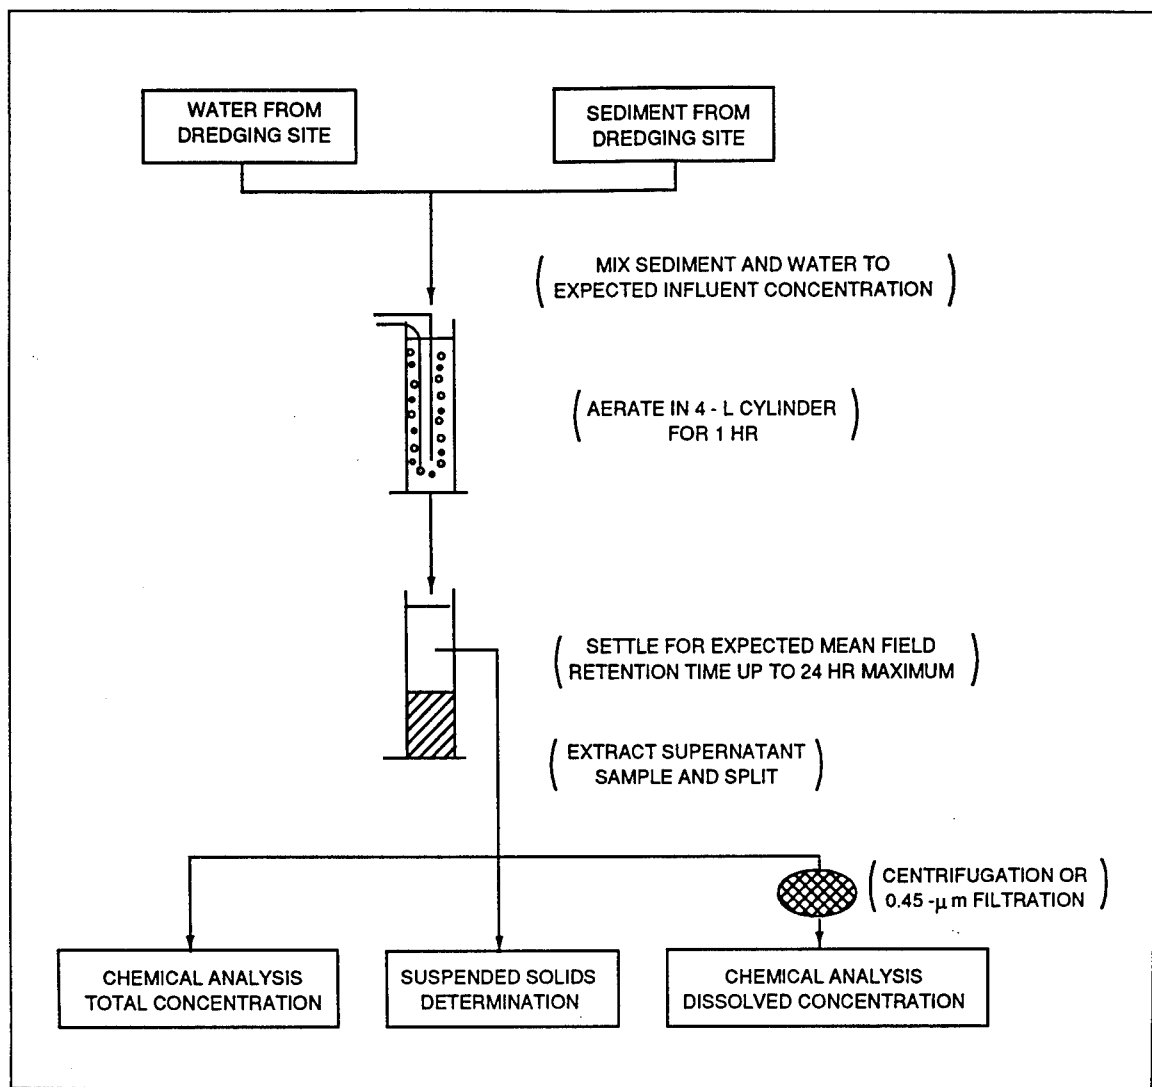 WATER FROM
DREDGING SITE
SEDIMENT FROM
DREDGING SITE
MIX SEDIMENT AND WATER TO
EXPECTED INFLUENT CONCENTRATION
AERATE IN 4 - L CYLINDER
FOR 1 HR
SETTLE FOR EXPECTED MEAN FIELD
RETENTION TIME UP TO 24 HR MAXIMUM
EXTRACT SUPERNATANT
SAMPLE AND SPLIT
CENTRIFUGATION OR
0.45 -μm FILTRATION
CHEMICAL ANALYSIS
TOTAL CONCENTRATION
SUSPENDED SOLIDS
DETERMINATION
CHEMICAL ANALYSIS
DISSOLVED CONCENTRATION